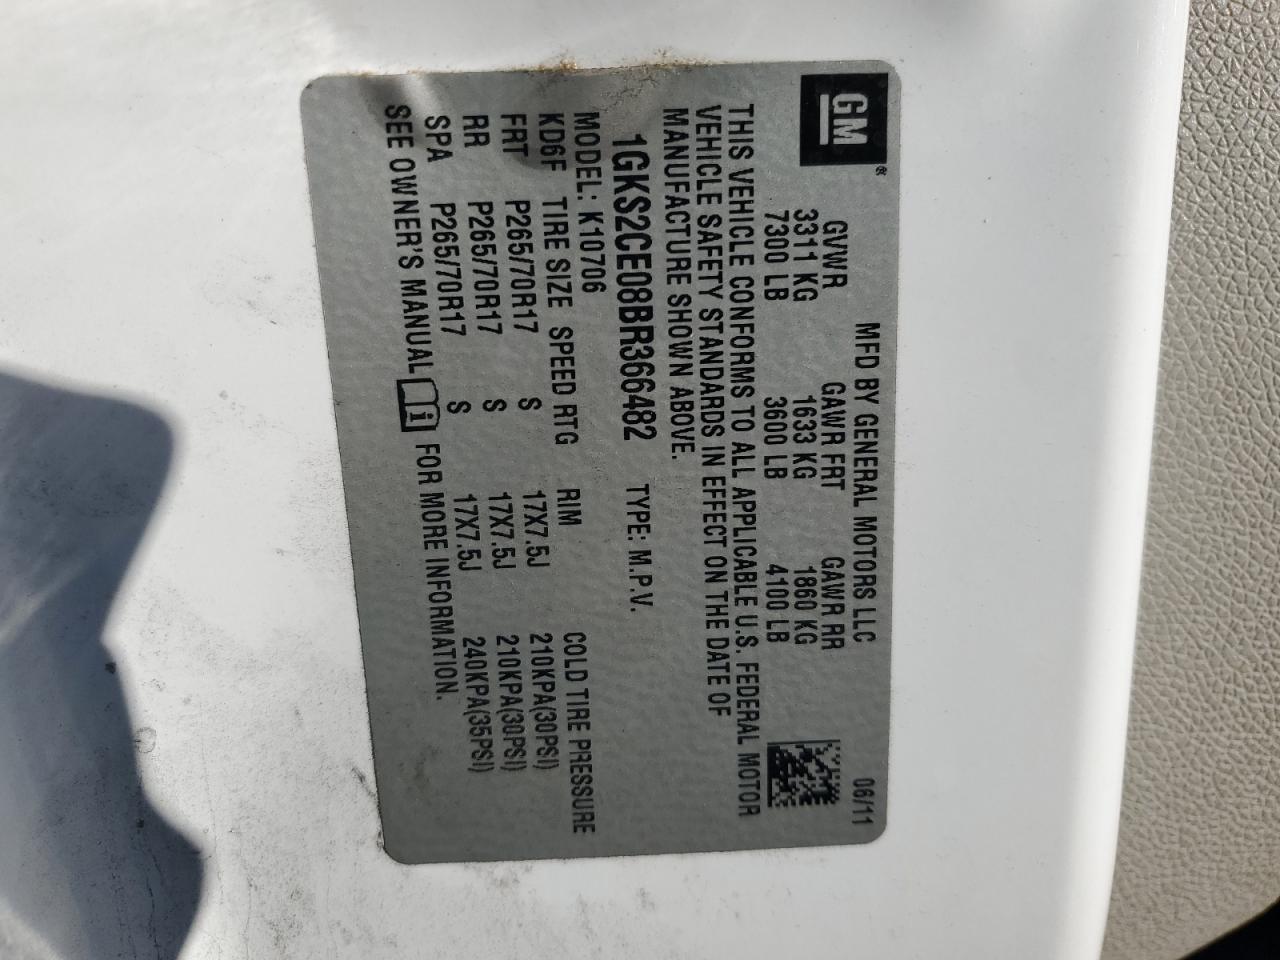 GM®
MFD BY GENERAL MOTORS LLC 06/11
GVWR GAWR FRT GAWR RR
3311 KG 1633 KG 1860 KG
7300 LB 3600 LB 4100 LB
THIS VEHICLE CONFORMS TO ALL APPLICABLE U.S. FEDERAL MOTOR
VEHICLE SAFETY STANDARDS IN EFFECT ON THE DATE OF
MANUFACTURE SHOWN ABOVE.
1GKS2CE08BR366482 TYPE: M.P.V.
MODEL: K10706
KD6F TIRE SIZE SPEED RTG RIM COLD TIRE PRESSURE
FRT P265/70R17 S 17X7.5J 210KPA(30PSI)
RR P265/70R17 S 17X7.5J 210KPA(30PSI)
SPA P265/70R17 S 17X7.5J 240KPA(35PSI)
SEE OWNER'S MANUAL i FOR MORE INFORMATION.